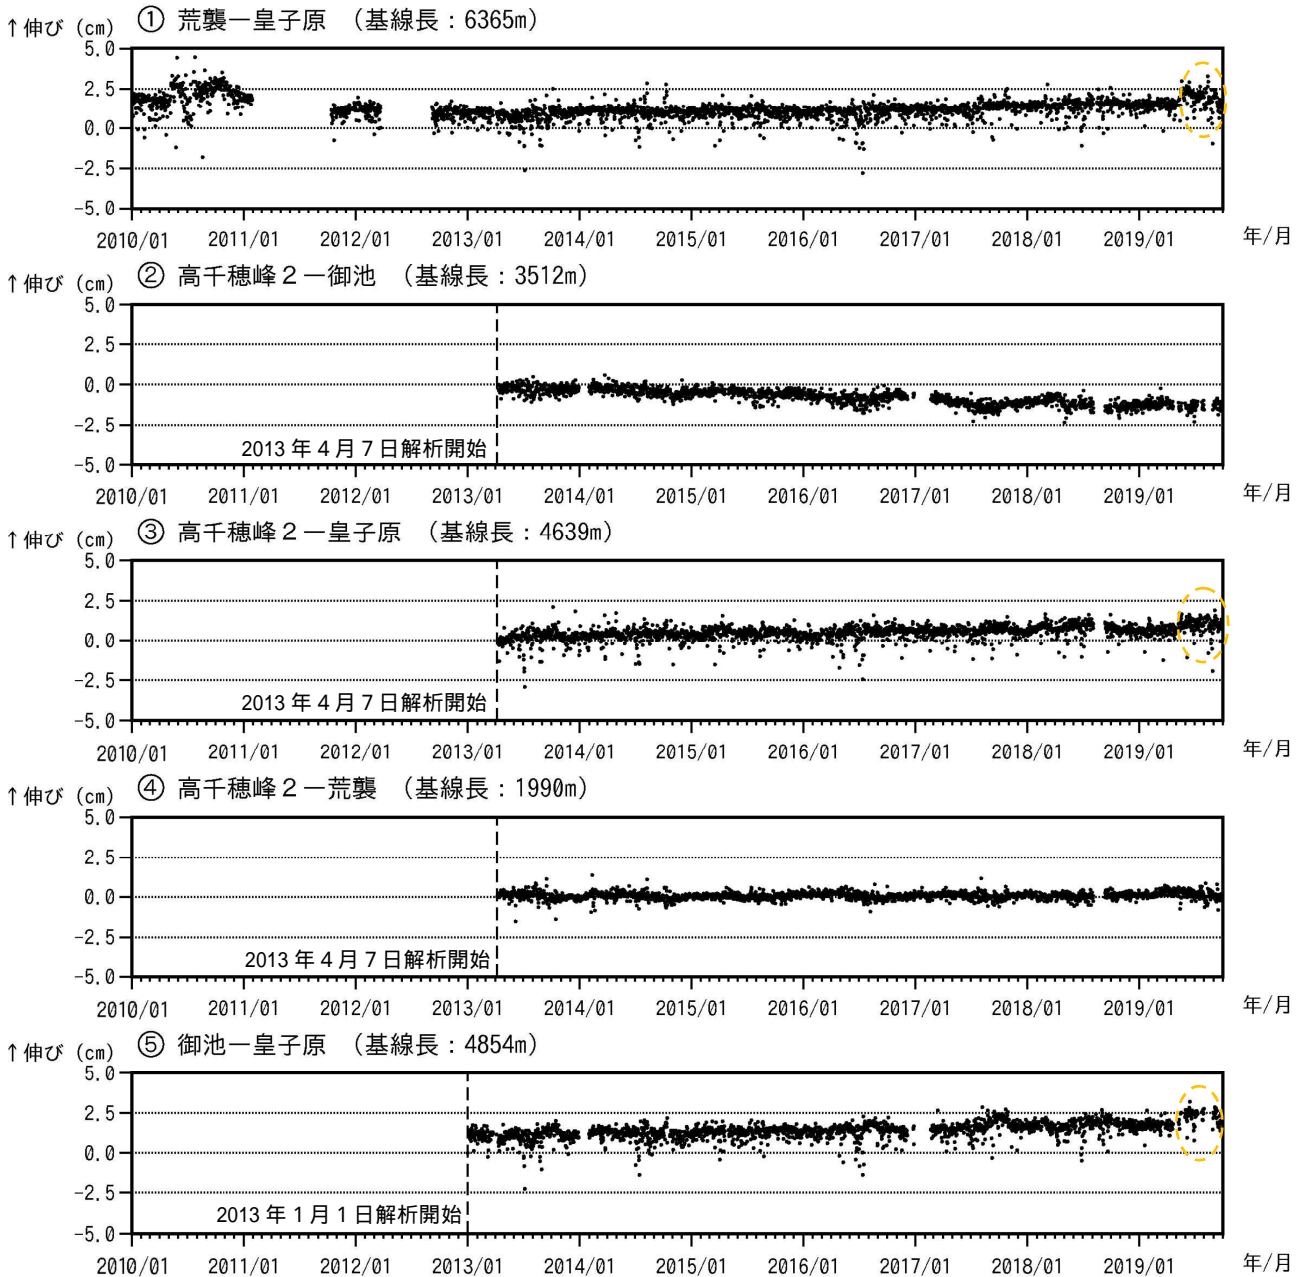 ↑伸び (cm) ① 荒襲ー皇子原 (基線長：6365m)
5.0
2.5
0.0
-2.5
-5.0
2010/01 2011/01 2012/01 2013/01 2014/01 2015/01 2016/01 2017/01 2018/01 2019/01 年/月
↑伸び (cm) ② 高千穂峰２ー御池 (基線長：3512m)
5.0
2.5
0.0
-2.5
2013年4月7日解析開始
-5.0
2010/01 2011/01 2012/01 2013/01 2014/01 2015/01 2016/01 2017/01 2018/01 2019/01 年/月
↑伸び (cm) ③ 高千穂峰２ー皇子原 (基線長：4639m)
5.0
2.5
0.0
-2.5
2013年4月7日解析開始
-5.0
2010/01 2011/01 2012/01 2013/01 2014/01 2015/01 2016/01 2017/01 2018/01 2019/01 年/月
↑伸び (cm) ④ 高千穂峰２ー荒襲 (基線長：1990m)
5.0
2.5
0.0
-2.5
2013年4月7日解析開始
-5.0
2010/01 2011/01 2012/01 2013/01 2014/01 2015/01 2016/01 2017/01 2018/01 2019/01 年/月
↑伸び (cm) ⑤ 御池ー皇子原 (基線長：4854m)
5.0
2.5
0.0
-2.5
2013年1月1日解析開始
-5.0
2010/01 2011/01 2012/01 2013/01 2014/01 2015/01 2016/01 2017/01 2018/01 2019/01 年/月